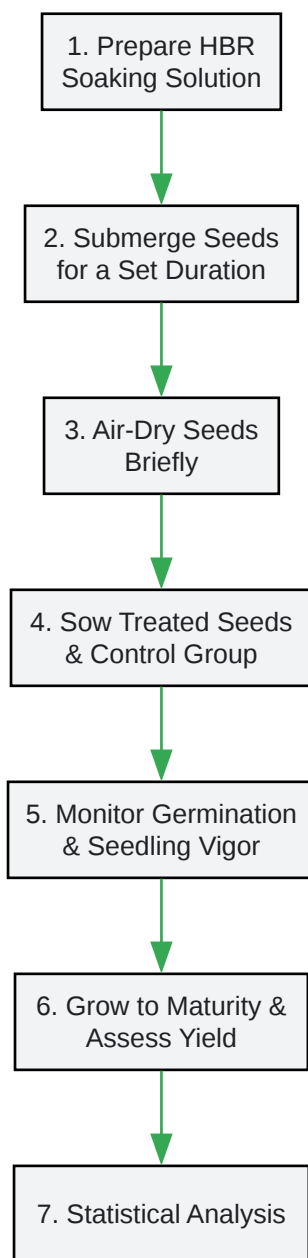 1. Prepare HBR
Soaking Solution
2. Submerge Seeds
for a Set Duration
3. Air-Dry Seeds
Briefly
4. Sow Treated Seeds
& Control Group
5. Monitor Germination
& Seedling Vigor
6. Grow to Maturity &
Assess Yield
7. Statistical Analysis